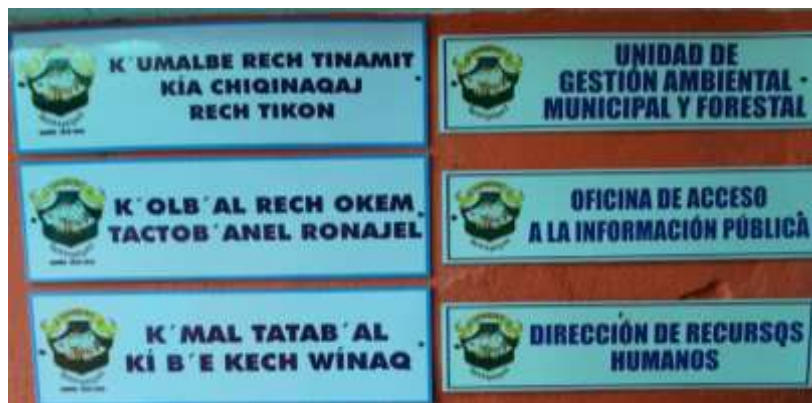 K´UMALBE RECH TINAMIT
KÍA CHIQINAQAJ
RECH TIKON
UNIDAD DE
GESTIÓN AMBIENTAL
MUNICIPAL Y FORESTAL
K´OLB´AL RECH OKEM
TACTOB´ANEL RONAJEL
OFICINA DE ACCESO
A LA INFORMACIÓN PÚBLICA
K´MAL TATAB´AL
KÍ B´E KECH WÍNAQ
DIRECCIÓN DE RECURSOS
HUMANOS